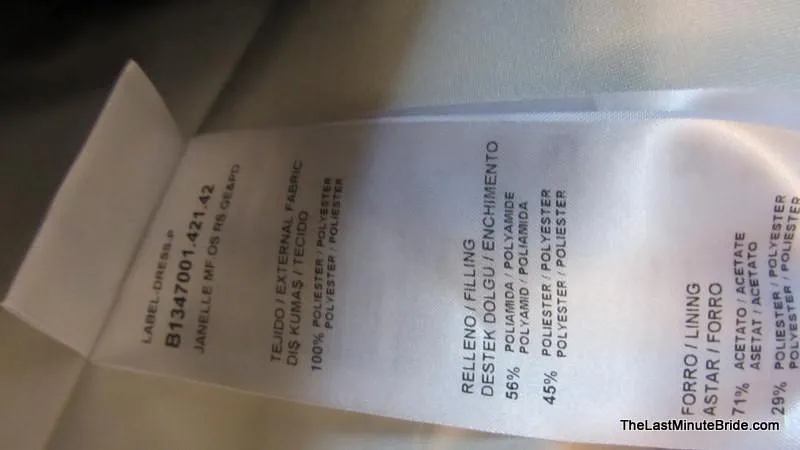 LABEL-DRESS-P
B1347001.421.42
JANELLE MF.OS RS.GE&PD
TEJIDO / EXTERNAL FABRIC
DIŞ KUMAŞ / TECIDO
100% POLIESTER / POLYESTER
POLYESTER / POLIESTER
RELLENO / FILLING
DESTEK DOLGU / ENCHIMENTO
56% POLIAMIDA / POLYAMIDE
POLYAMID / POLIAMIDA
45% POLIESTER / POLYESTER
POLYESTER / POLIESTER
FORRO / LINING
ASTAR / FORRO
71% ACETATO / ACETATE
ASETAT / ACETATO
29% POLIESTER / POLYESTER
POLYESTER / POLIESTER
TheLastMinuteBride.com